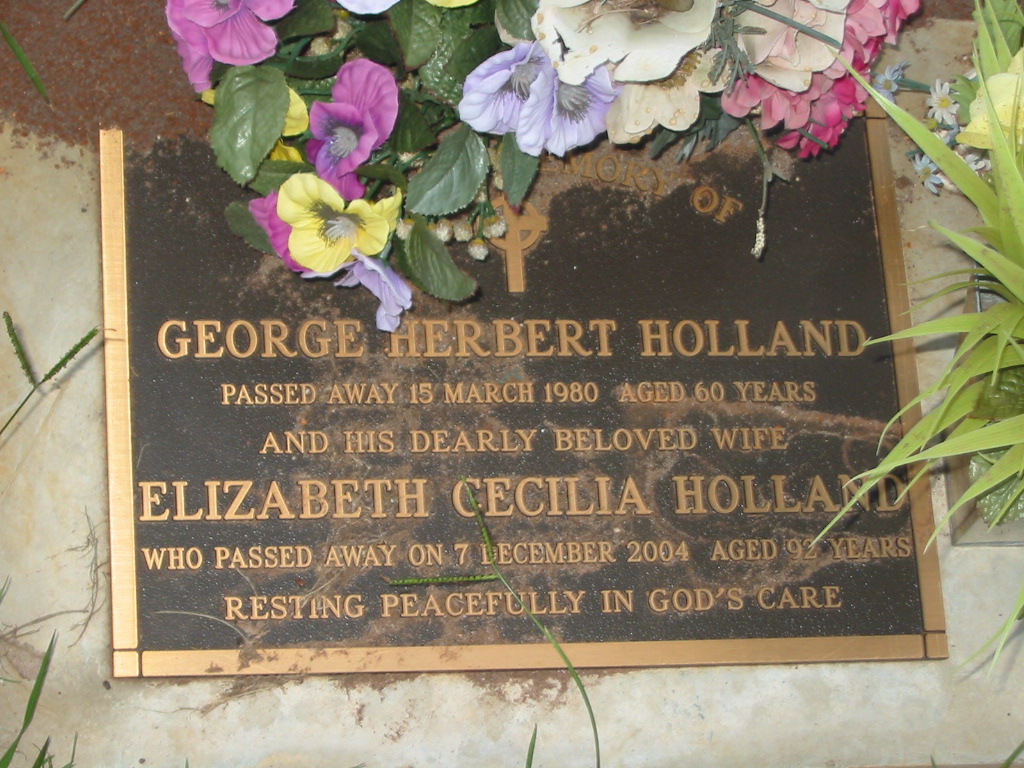 OF
GEORGE HERBERT HOLLAND
PASSED AWAY 15 MARCH 1980 AGED 60 YEARS
AND HIS DEARLY BELOVED WIFE
ELIZABETH CECILIA HOLLAND
WHO PASSED AWAY ON 7 DECEMBER 2004 AGED 92 YEARS
RESTING PEACEFULLY IN GOD'S CARE